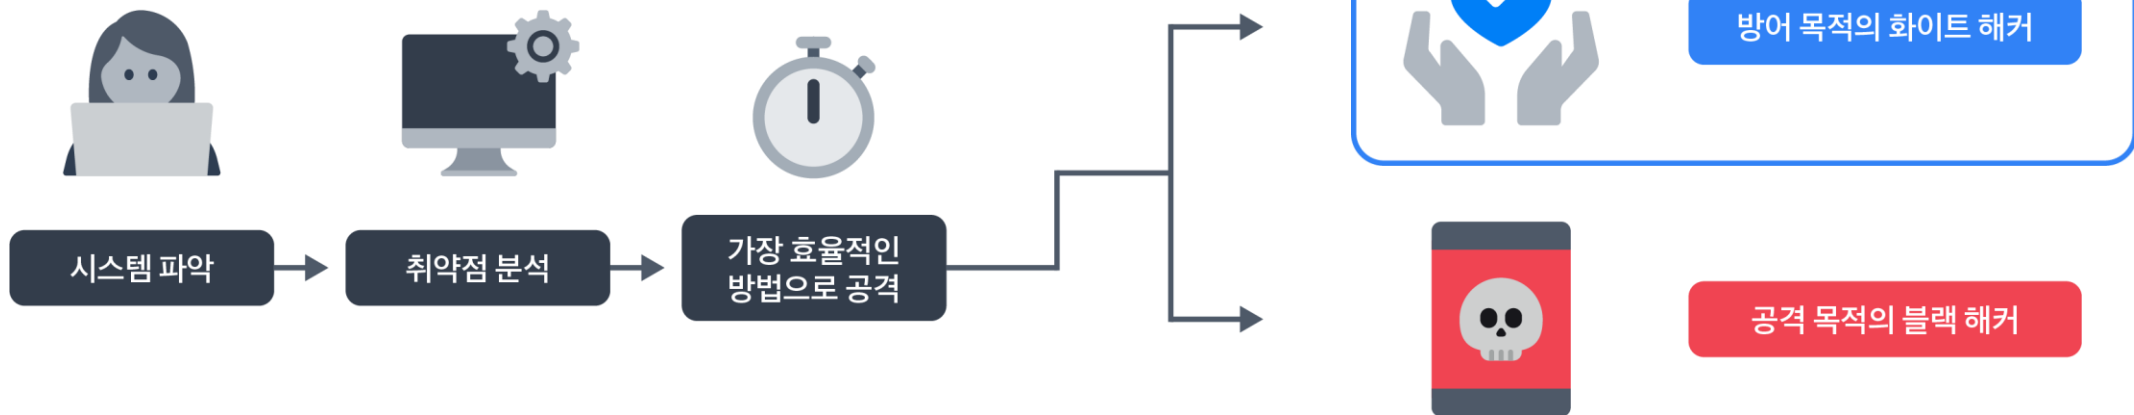 방어 목적의 화이트 해커
시스템 파악
취약점 분석
가장 효율적인
방법으로 공격
공격 목적의 블랙 해커